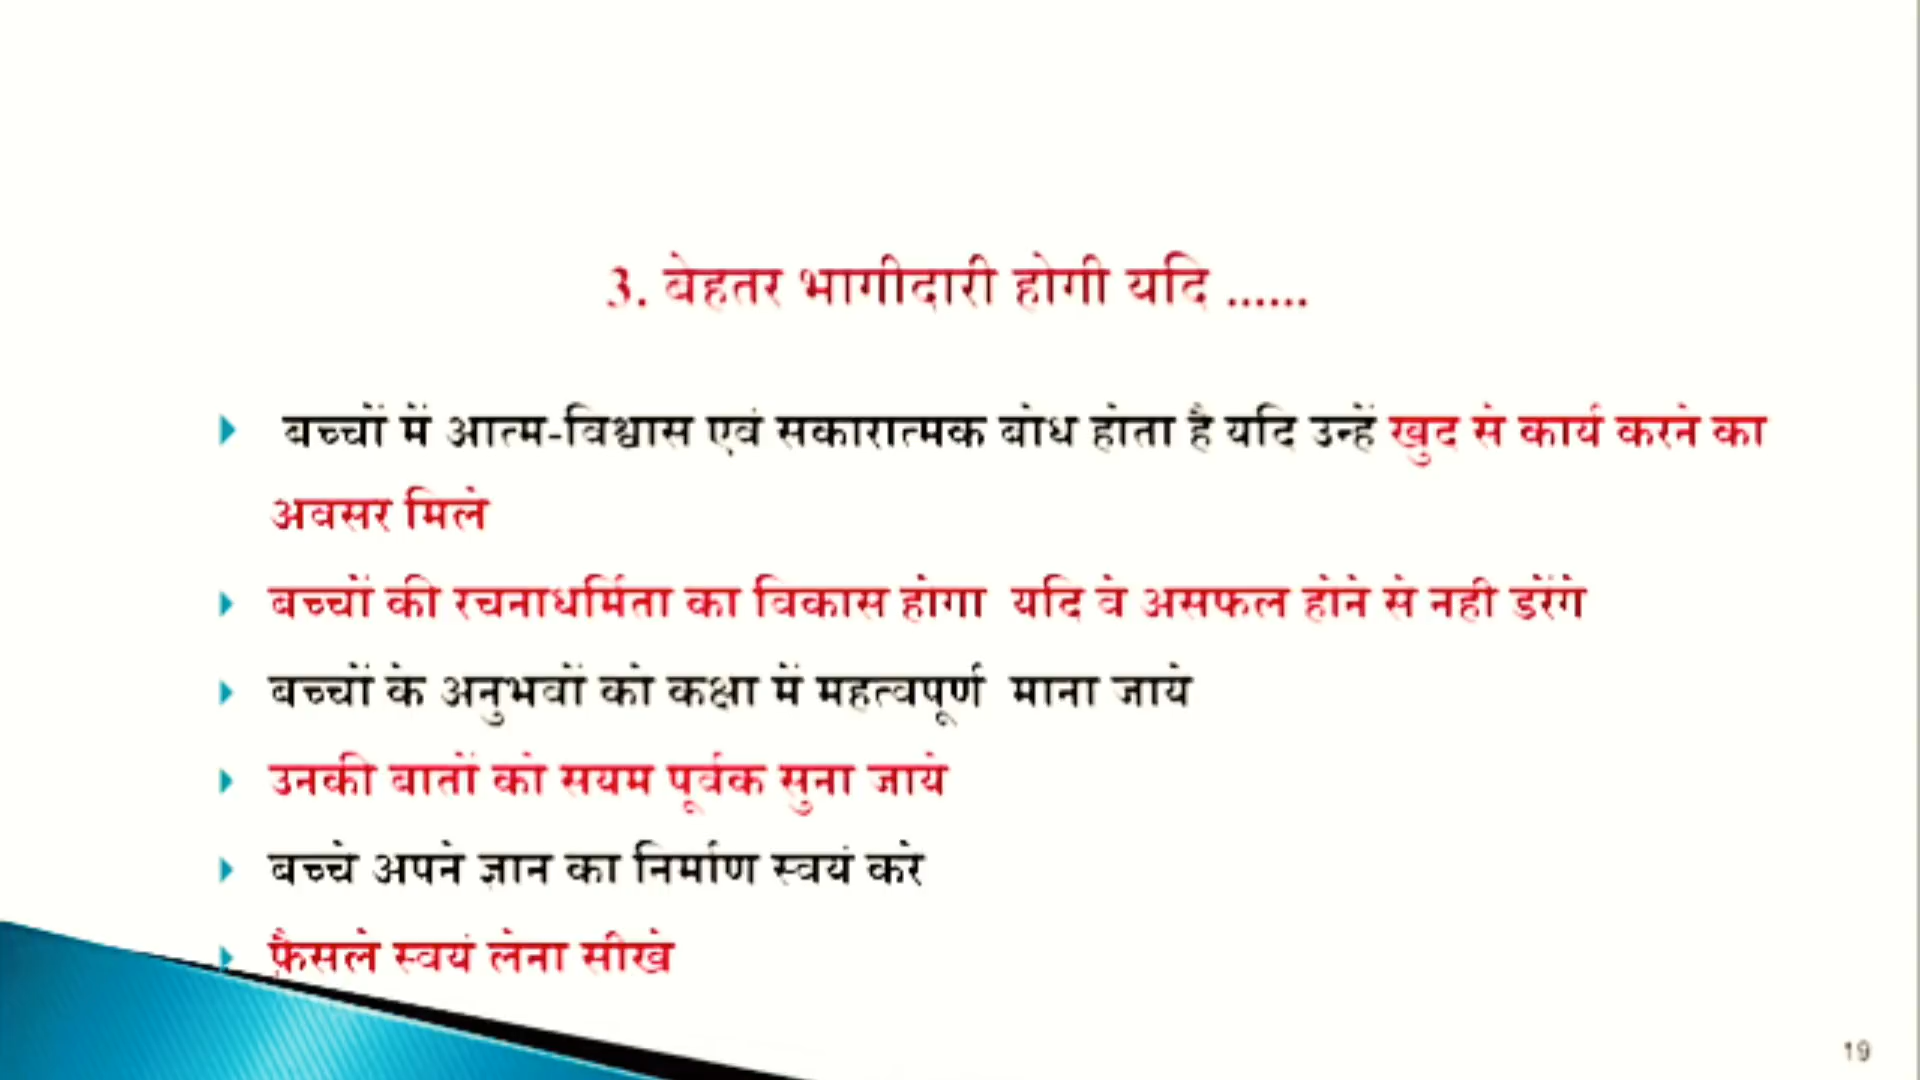 3. बेहतर भागीदारी होगी यदि ......
बच्चों में आत्म-विश्वास एवं सकारात्मक बोध होता है यदि उन्हें खुद से कार्य करने का
अवसर मिले
बच्चों की रचनाधर्मिता का विकास होगा यदि वे असफल होने से नही डरेंगे
बच्चों के अनुभवों को कक्षा में महत्वपूर्ण माना जाये
उनकी बातों को सयम पूर्वक सुना जाये
बच्चे अपने ज्ञान का निर्माण स्वयं करे
फ़ैसले स्वयं लेना सीखे
19